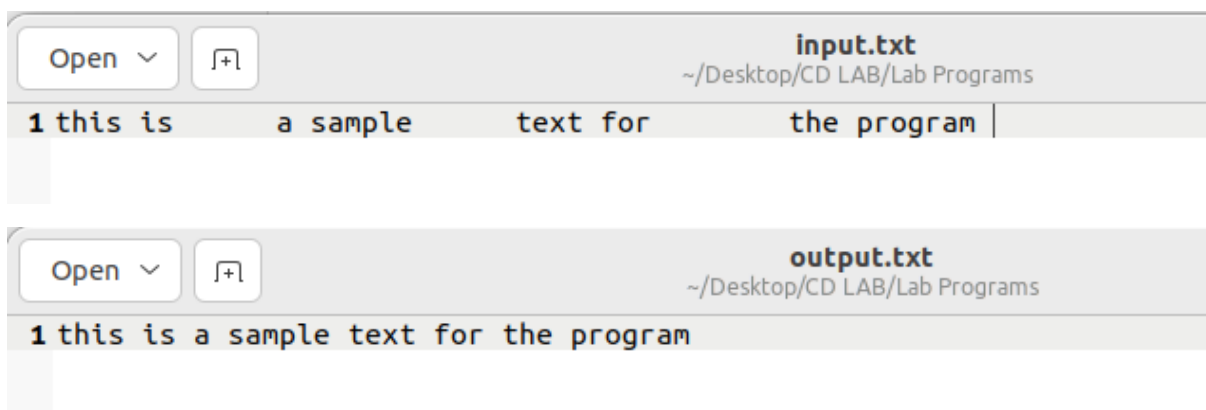 Open
input.txt
~/Desktop/CD LAB/Lab Programs
1 this is      a sample      text for        the program
Open
output.txt
~/Desktop/CD LAB/Lab Programs
1 this is a sample text for the program